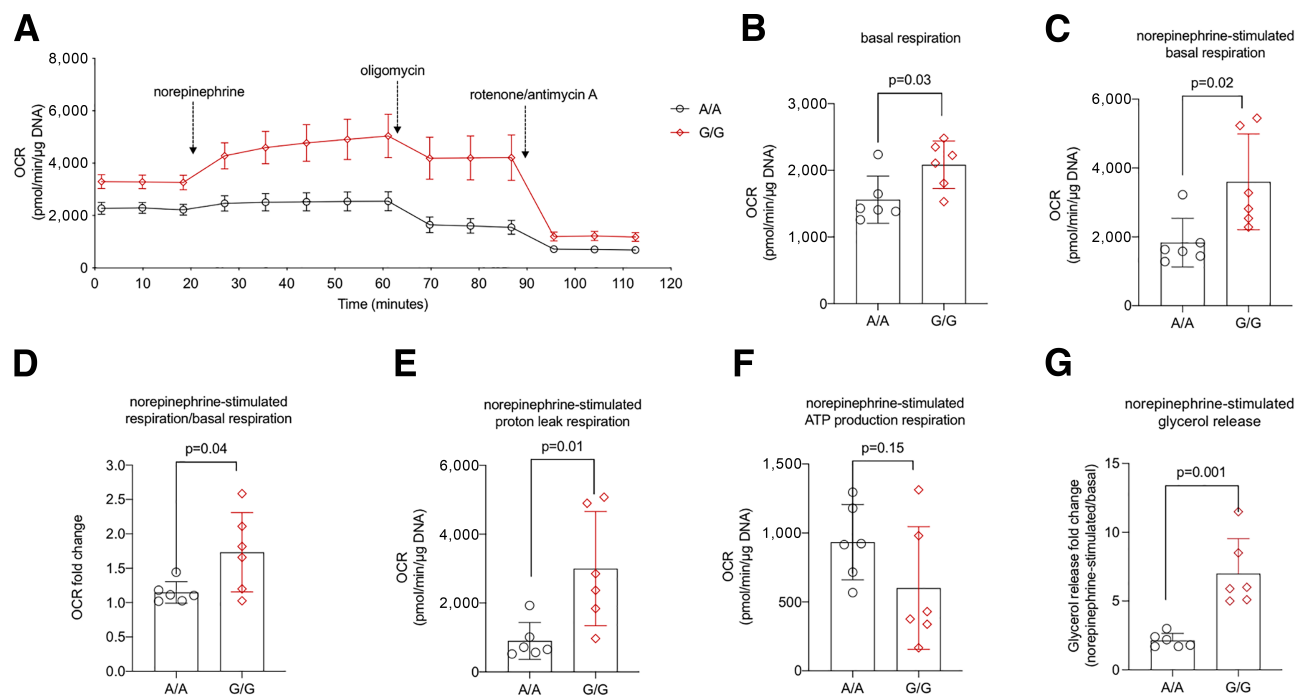 A
8,000
6,000
4,000
2,000
0
OCR
(pmol/min/µg DNA)
norepinephrine
oligomycin
rotenone/antimycin A
0 10 20 30 40 50 60 70 80 90 100 110 120
Time (minutes)
A/A
G/G
B
basal respiration
p=0.03
3,000
2,000
1,000
0
OCR
(pmol/min/µg DNA)
A/A G/G
C
norepinephrine-stimulated
basal respiration
p=0.02
6,000
4,000
2,000
0
OCR
(pmol/min/µg DNA)
A/A G/G
D
norepinephrine-stimulated
respiration/basal respiration
p=0.04
3.0
2.5
2.0
1.5
1.0
0.5
0.0
OCR fold change
A/A G/G
E
norepinephrine-stimulated
proton leak respiration
p=0.01
6,000
4,000
2,000
0
OCR
(pmol/min/µg DNA)
A/A G/G
F
norepinephrine-stimulated
ATP production respiration
p=0.15
1,500
1,000
500
0
OCR
(pmol/min/µg DNA)
A/A G/G
G
norepinephrine-stimulated
glycerol release
p=0.001
15
10
5
0
Glycerol release fold change
(norepinephrine-stimulated/basal)
A/A G/G